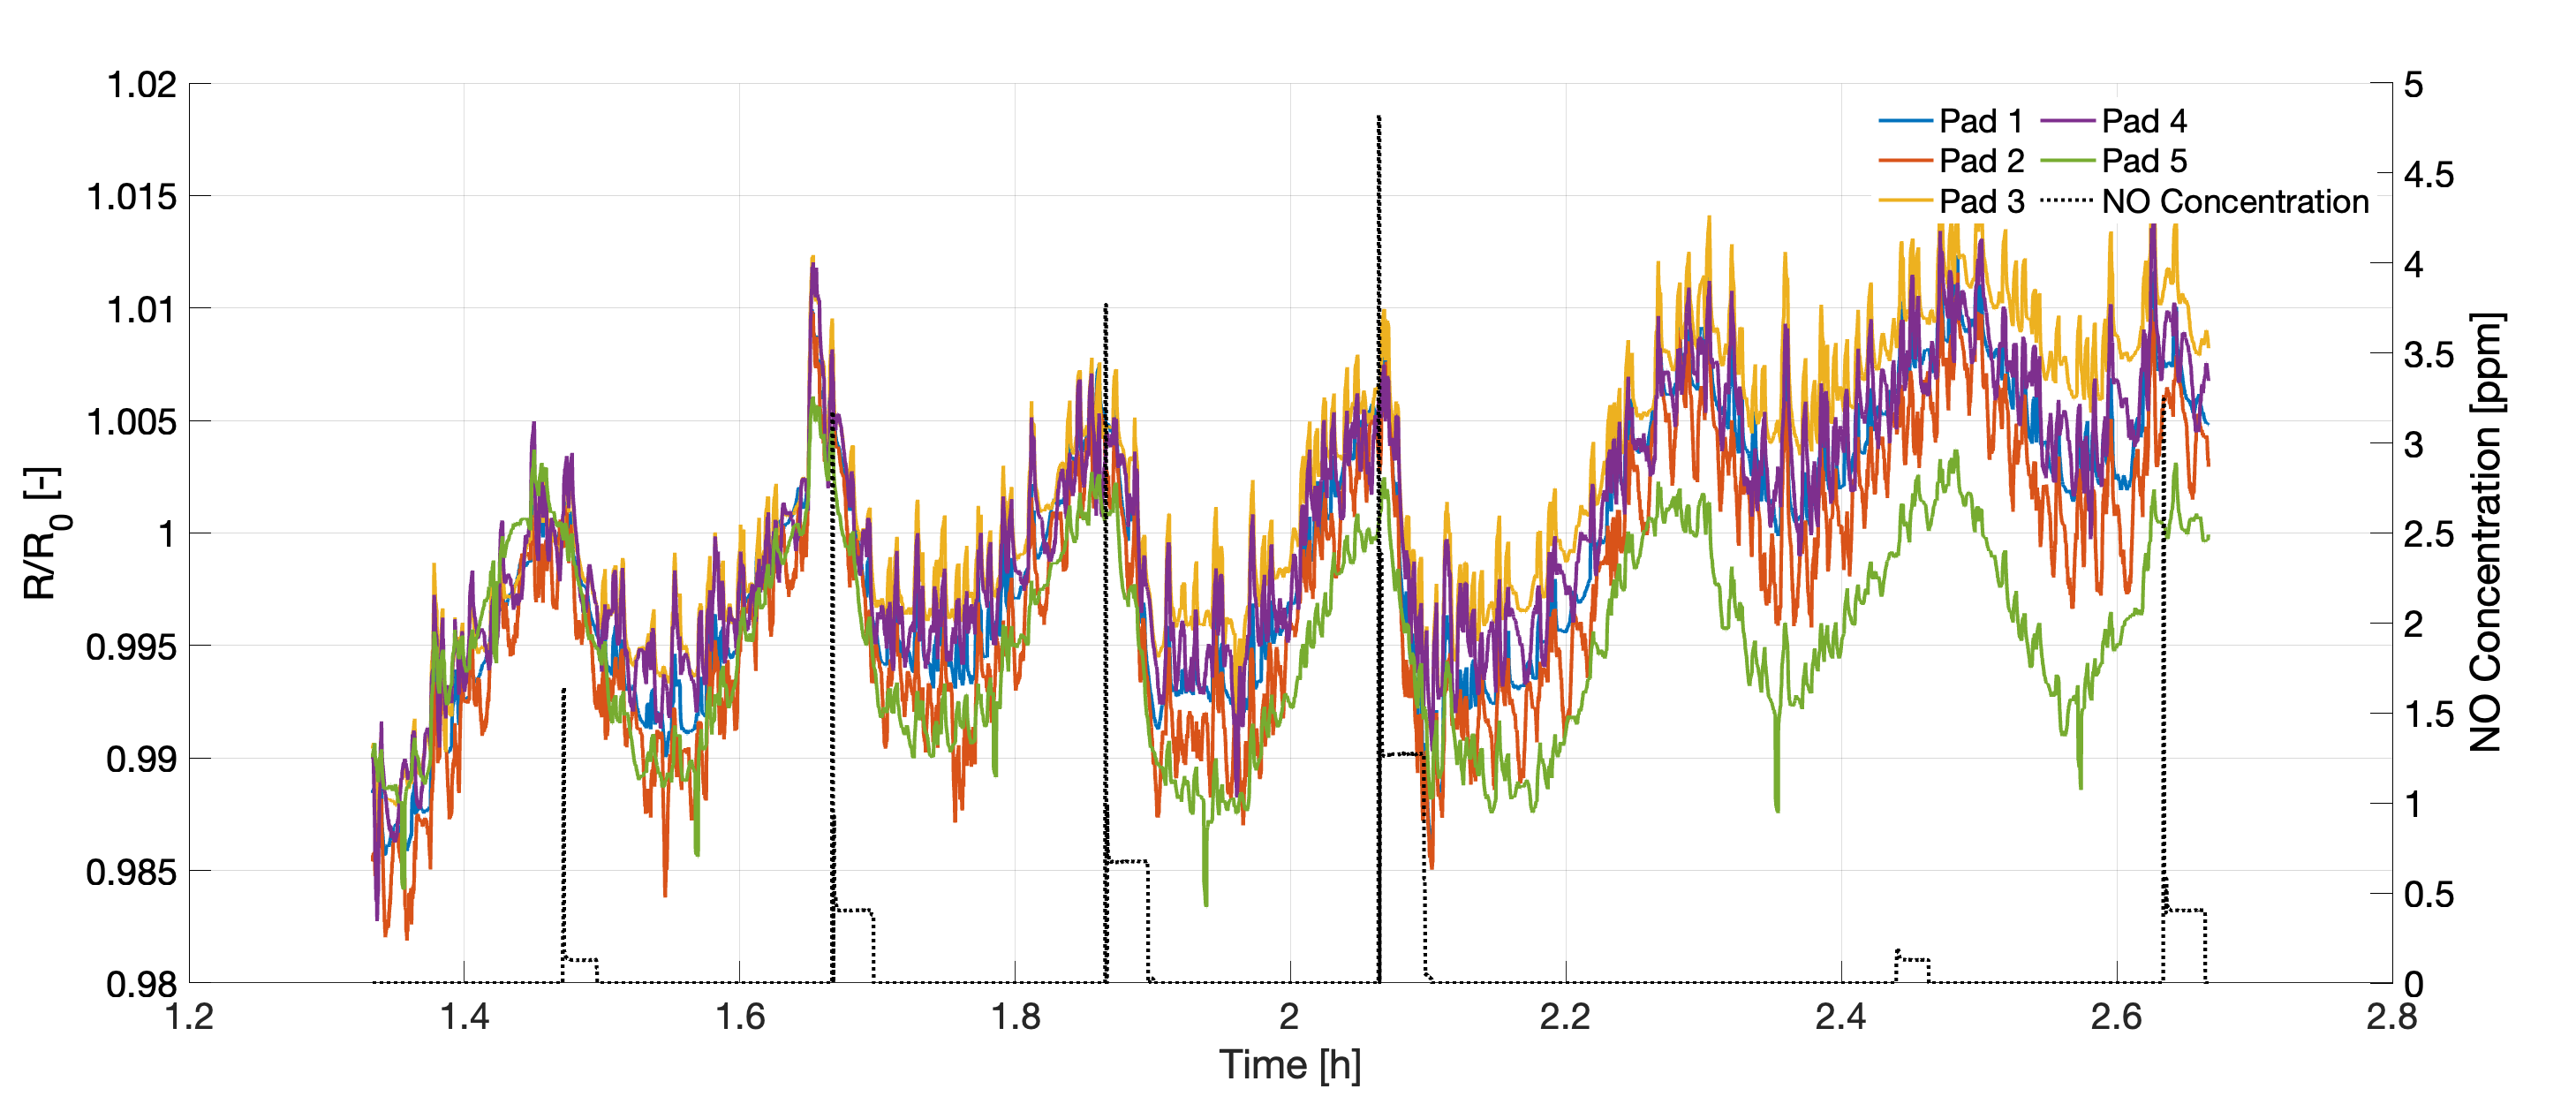 1.02
1.015
1.01
1.005
1
0.995
0.99
0.985
0.98
R/R0 [-]
5
4.5
4
3.5
3
2.5
2
1.5
1
0.5
0
NO Concentration [ppm]
Pad 1 Pad 4
Pad 2 Pad 5
Pad 3 NO Concentration
1.2 1.4 1.6 1.8 2 2.2 2.4 2.6 2.8
Time [h]